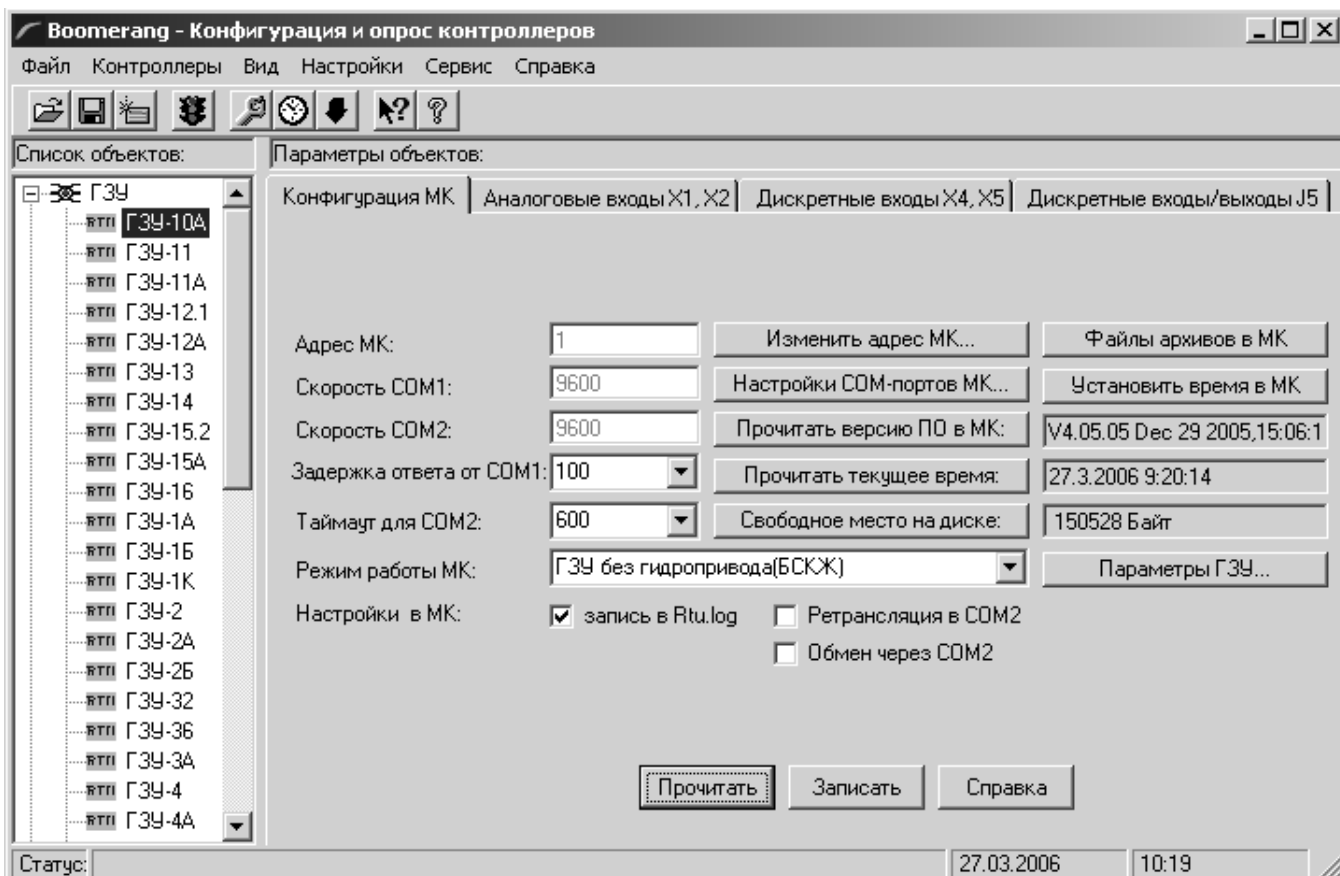 Boomerang - Конфигурация и опрос контроллеров
Файл Контроллеры Вид Настройки Сервис Справка
Список объектов: Параметры объектов:
ГЗУ
ГЗУ-10А
ГЗУ-11
ГЗУ-11А
ГЗУ-12.1
ГЗУ-12А
ГЗУ-13
ГЗУ-14
ГЗУ-15.2
ГЗУ-15А
ГЗУ-16
ГЗУ-1А
ГЗУ-1Б
ГЗУ-1К
ГЗУ-2
ГЗУ-2А
ГЗУ-2Б
ГЗУ-32
ГЗУ-36
ГЗУ-3А
ГЗУ-4
ГЗУ-4А
Конфигурация МК Аналоговые входы X1, X2 Дискретные входы X4, X5 Дискретные входы/выходы J5
Адрес МК: 1 Изменить адрес МК... Файлы архивов в МК
Скорость COM1: 9600 Настройки COM-портов МК... Установить время в МК
Скорость COM2: 9600 Прочитать версию ПО в МК: V4.05.05 Dec 29 2005,15:06:1
Задержка ответа от COM1: 100 Прочитать текущее время: 27.3.2006 9:20:14
Таймаут для COM2: 600 Свободное место на диске: 150528 Байт
Режим работы МК: ГЗУ без гидропривода(БСКЖ) Параметры ГЗУ...
Настройки в МК: запись в Rtu.log Ретрансляция в COM2
Обмен через COM2
Прочитать Записать Справка
Статус: 27.03.2006 10:19